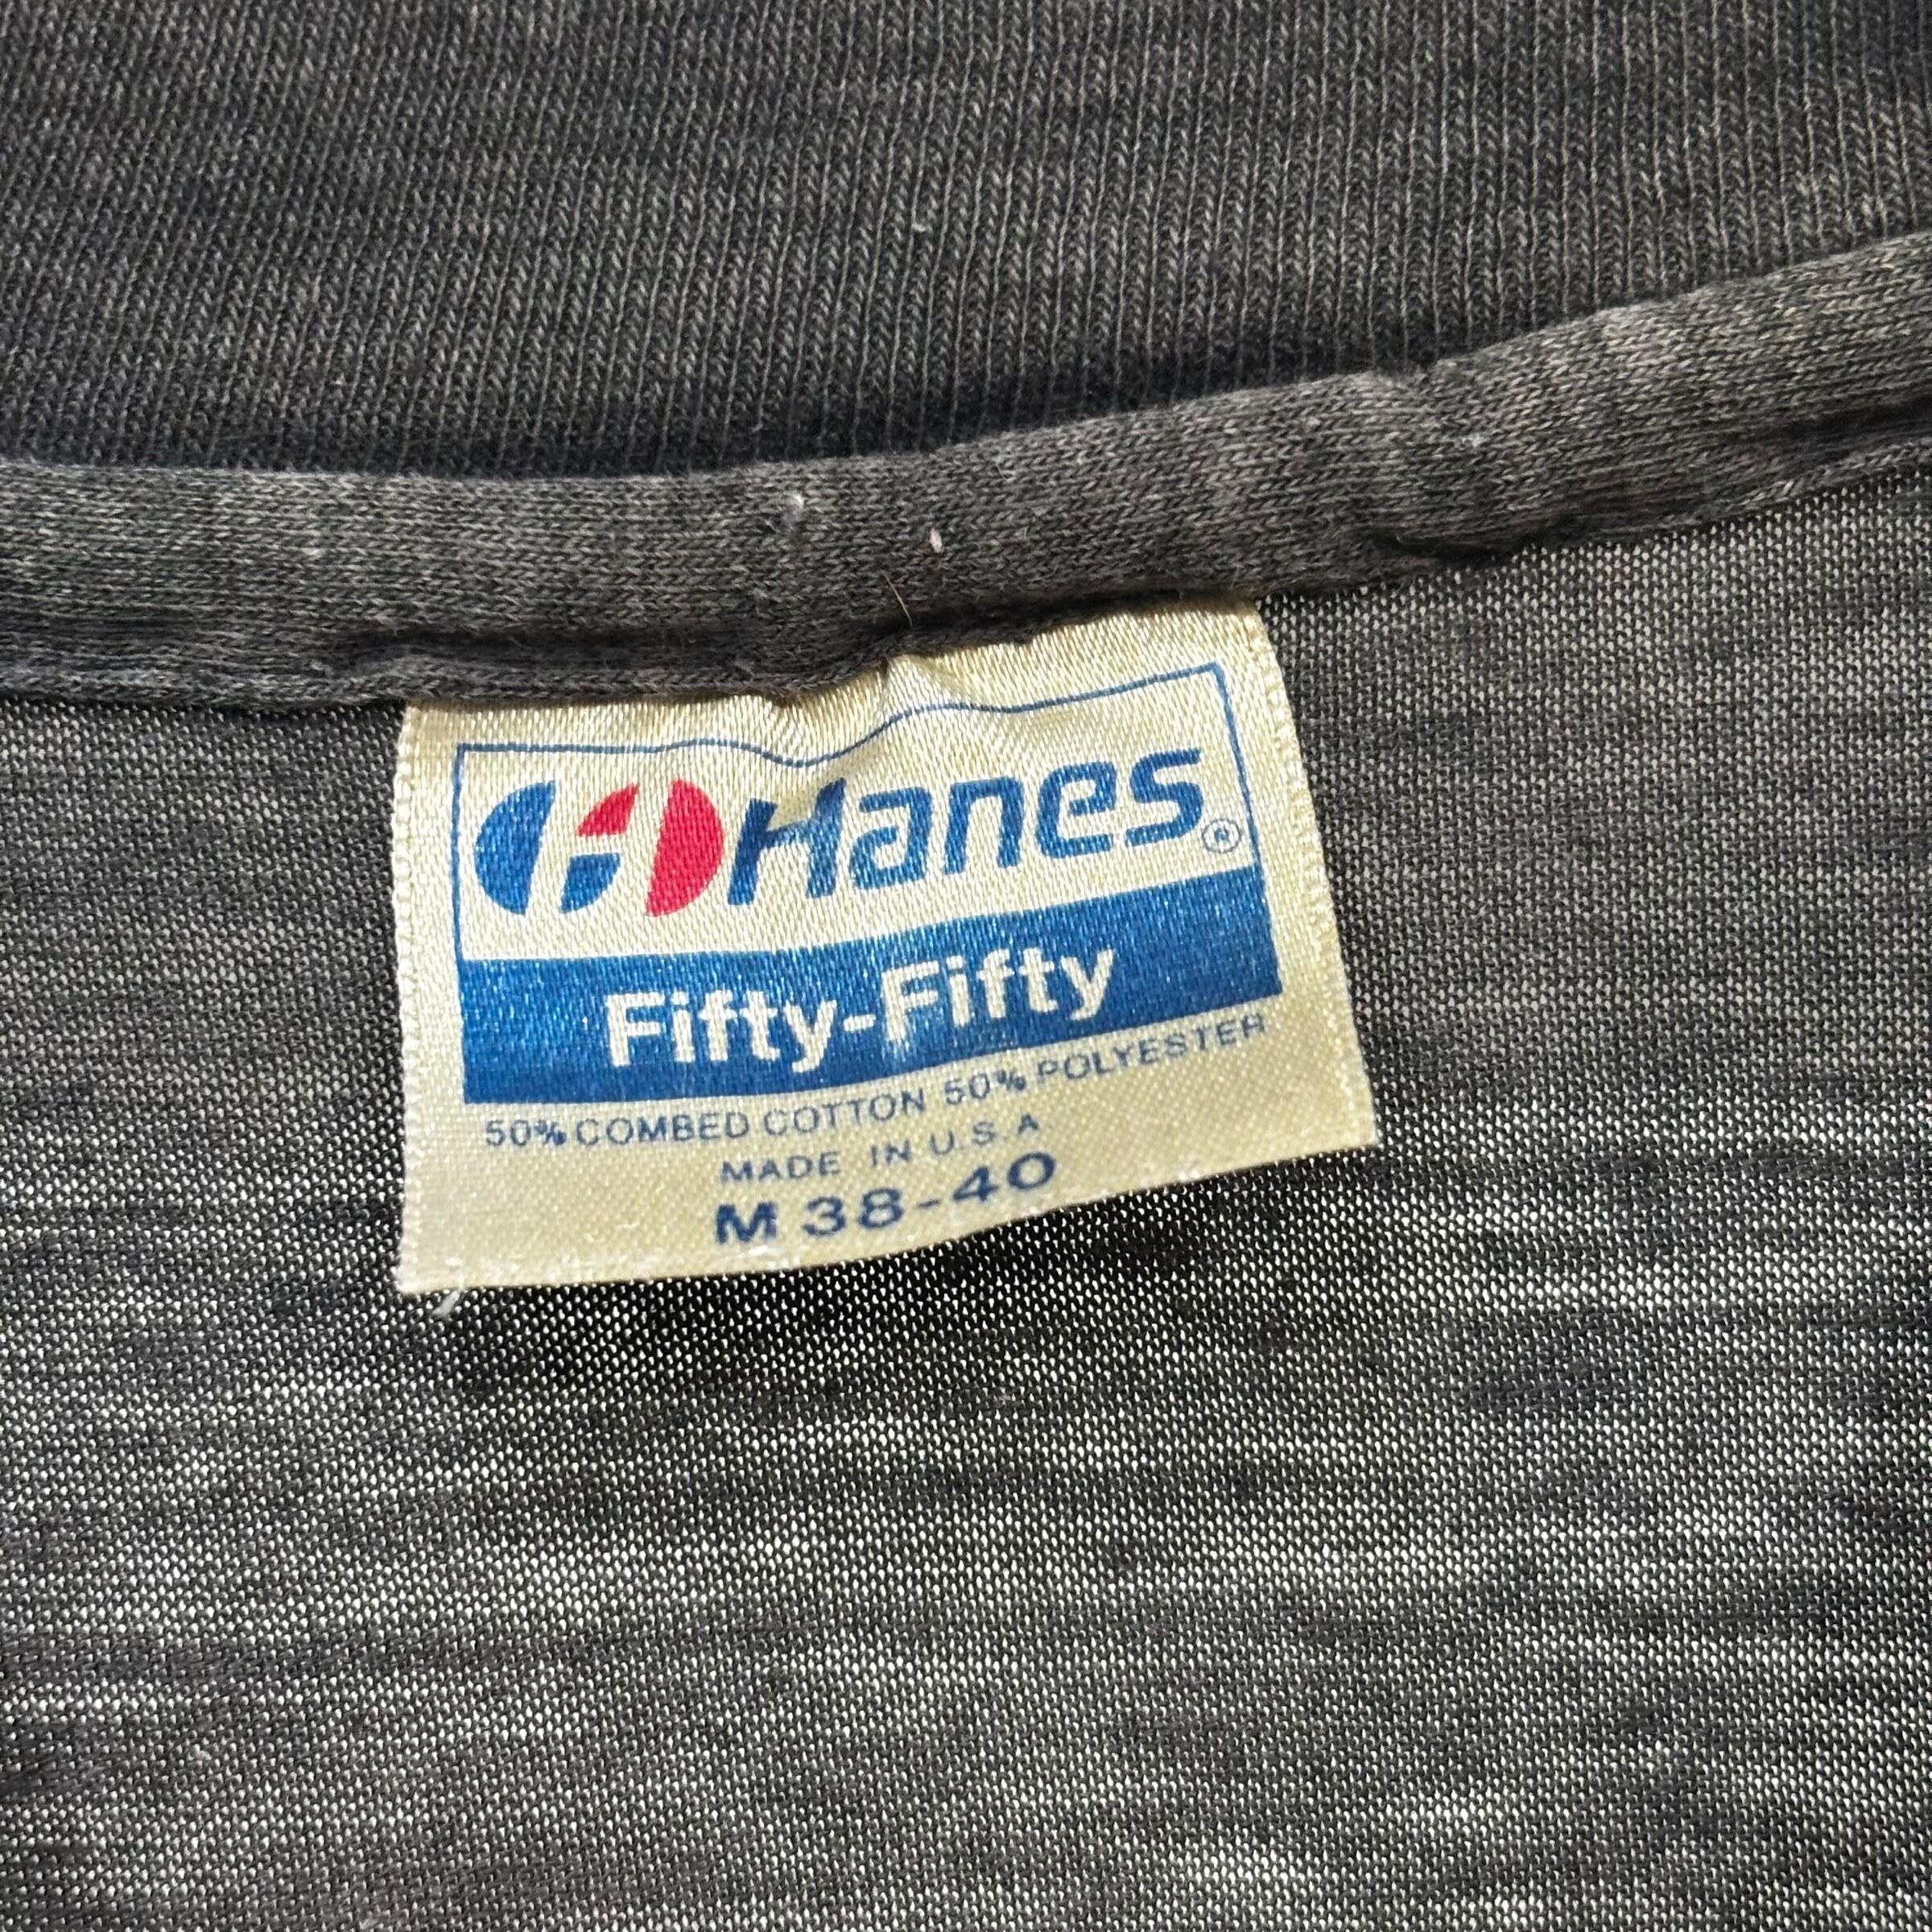 Hanes®
Fifty-Fifty
50% COMBED COTTON 50% POLYESTER
MADE IN U.S.A
M 38-40